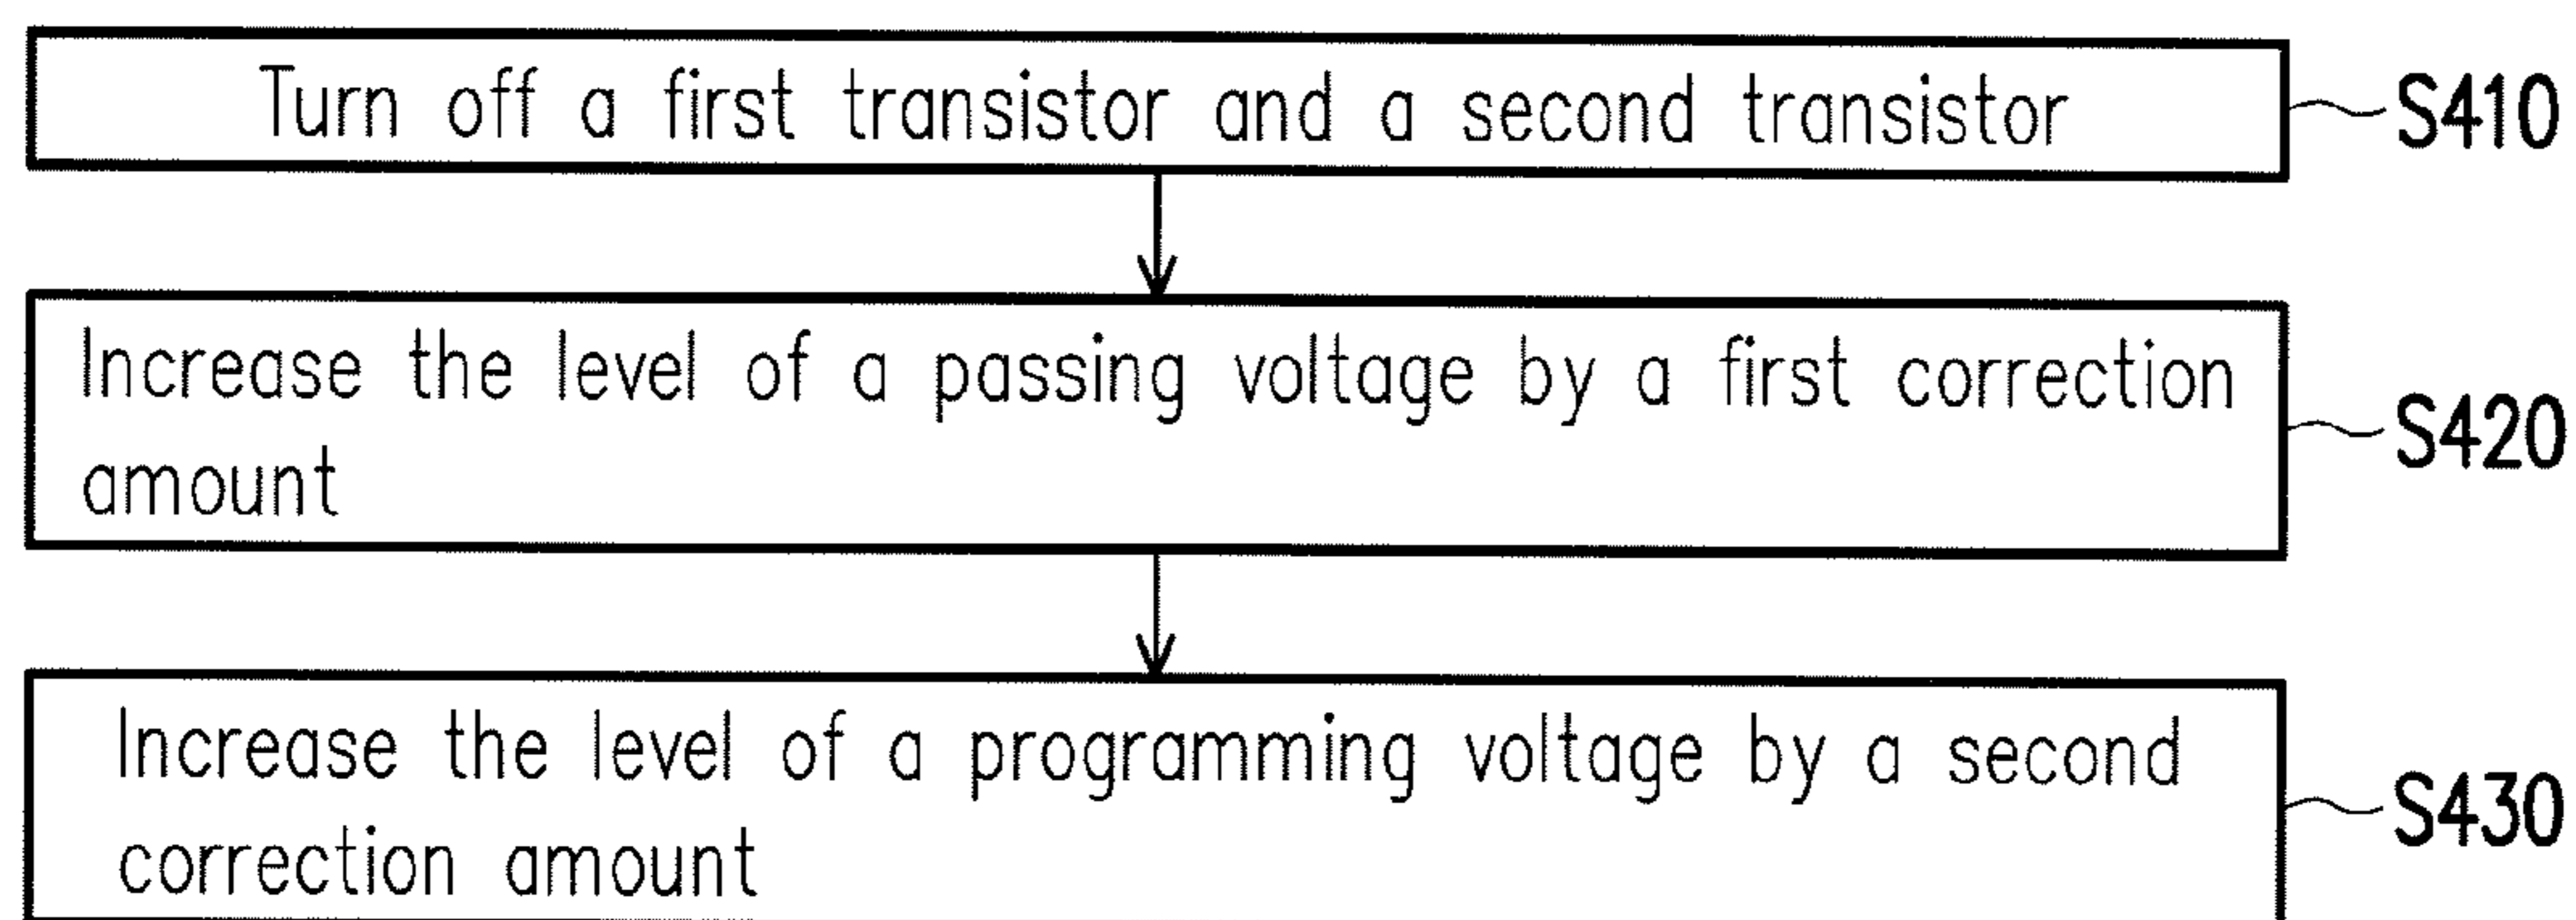 Turn off a first transistor and a second transistor
S410
Increase the level of a passing voltage by a first correction
amount
S420
Increase the level of a programming voltage by a second
correction amount
S430